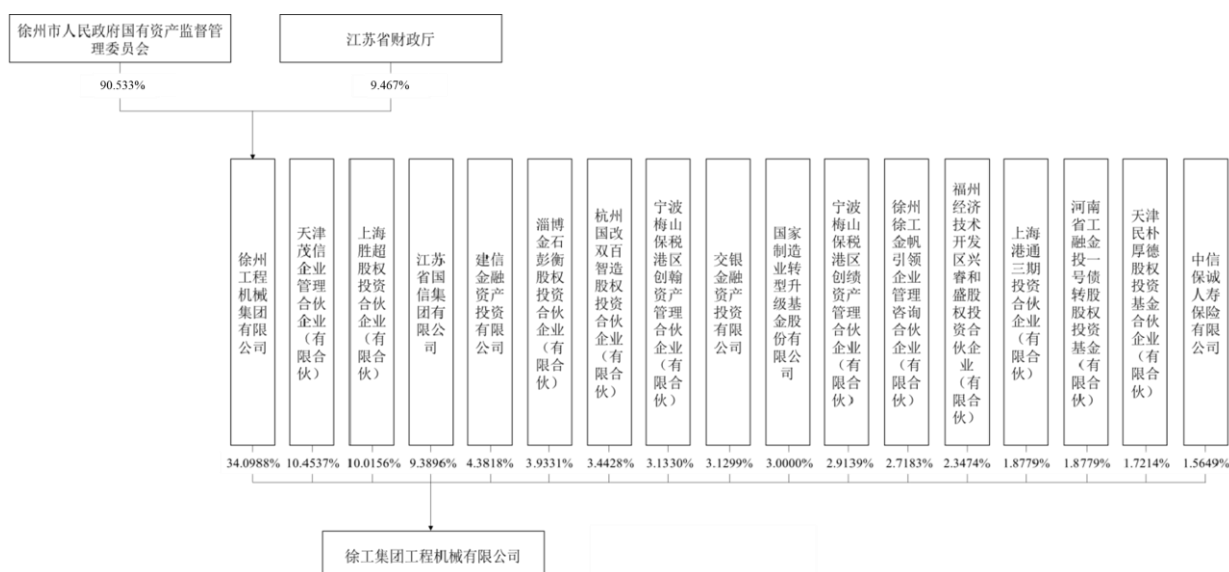 徐州市人民政府国有资产监督管
理委员会
江苏省财政厅
90.533%
9.467%
徐州工程机械集团有限公司
天津茂信企业管理合伙企业（有限合伙）
上海胜超股权投资合伙企业（有限合伙）
江苏省国信集团有限公司
建信金融资产投资有限公司
淄博金石彭衡股权投资合伙企业（有限合伙）
杭州国改双百智造股权投资合伙企业（有限合伙）
宁波梅山保税港区创翰资产管理合伙企业（有限合伙）
交银金融资产投资有限公司
国家制造业转型升级基金股份有限公司
宁波梅山保税港区创绩资产管理合伙企业（有限合伙）
徐州徐工金帆引领企业管理咨询合伙企业（有限合伙）
福州经济技术开发区兴睿和盛股权投资合伙企业（有限合伙）
上海港通三期投资合伙企业（有限合伙）
河南省工融金投一号债转股股权投资基金（有限合伙）
天津民朴厚德股权投资基金合伙企业（有限合伙）
中信保诚人寿保险有限公司
34.0988%
10.4537%
10.0156%
9.3896%
4.3818%
3.9331%
3.4428%
3.1330%
3.1299%
3.0000%
2.9139%
2.7183%
2.3474%
1.8779%
1.8779%
1.7214%
1.5649%
徐工集团工程机械有限公司